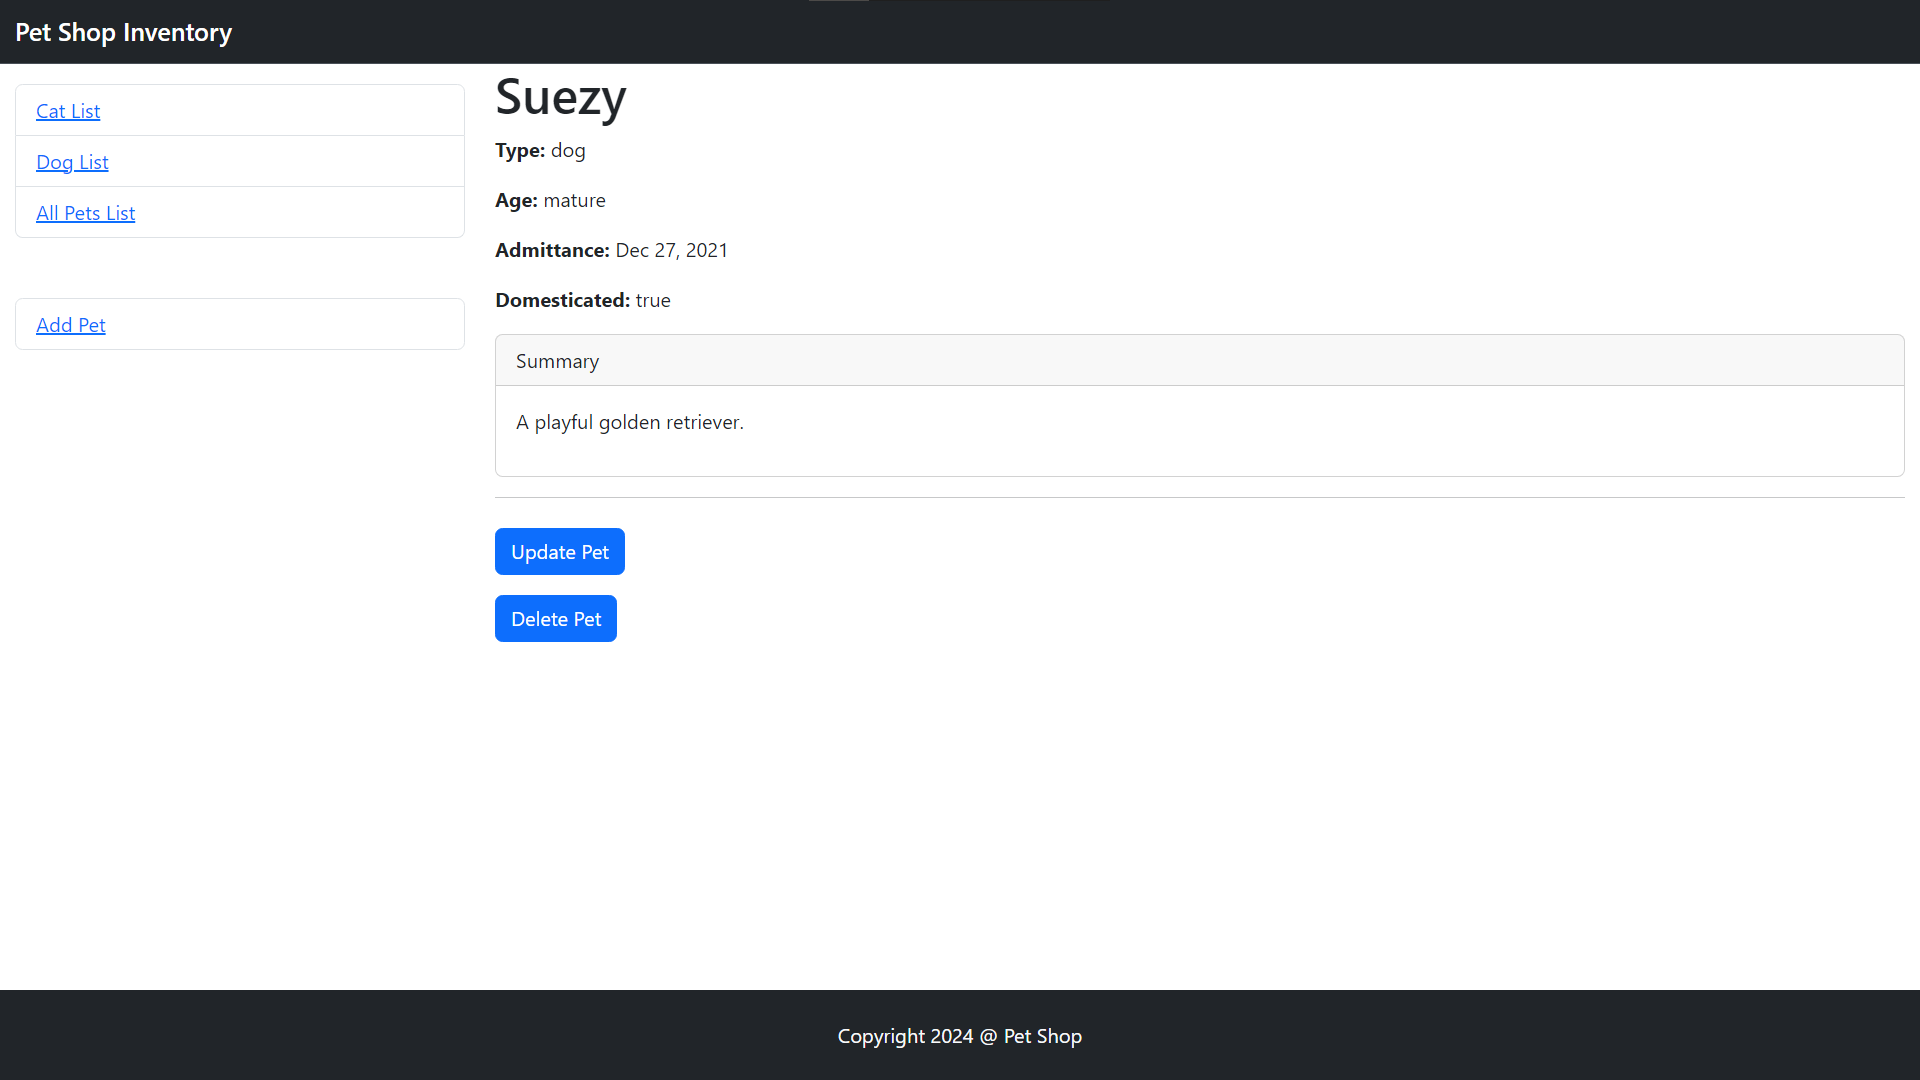 Pet Shop Inventory
Cat List
Dog List
All Pets List
Add Pet
Suezy
Type: dog
Age: mature
Admittance: Dec 27, 2021
Domesticated: true
Summary
A playful golden retriever.
Update Pet
Delete Pet
Copyright 2024 @ Pet Shop